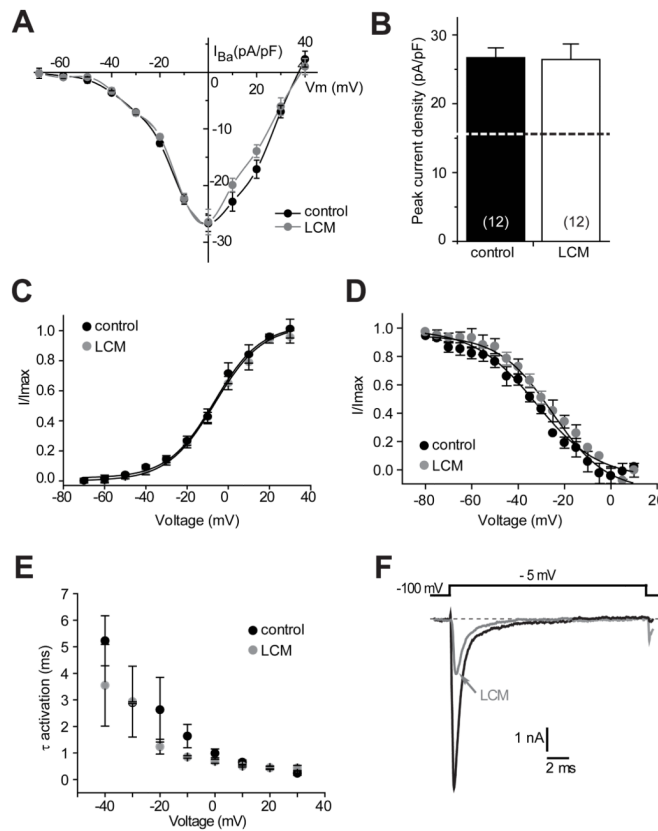 A
I Ba (pA/pF)
-60 -40 -20 0 20 40
Vm (mV)
-10
-20
-30
control
LCM
B
Peak current density (pA/pF)
30
20
10
0
(12) (12)
control LCM
C
control
LCM
I/Imax
1.0
0.8
0.6
0.4
0.2
0.0
-80 -60 -40 -20 0 20 40
Voltage (mV)
D
I/Imax
1.0
0.8
0.6
0.4
0.2
0.0
control
LCM
-80 -60 -40 -20 0
Voltage (mV)
E
control
LCM
τ activation (ms)
7
6
5
4
3
2
1
0
-40 -20 0 20 40
Voltage (mV)
F
- 5 mV
-100 mV
LCM
1 nA
2 ms